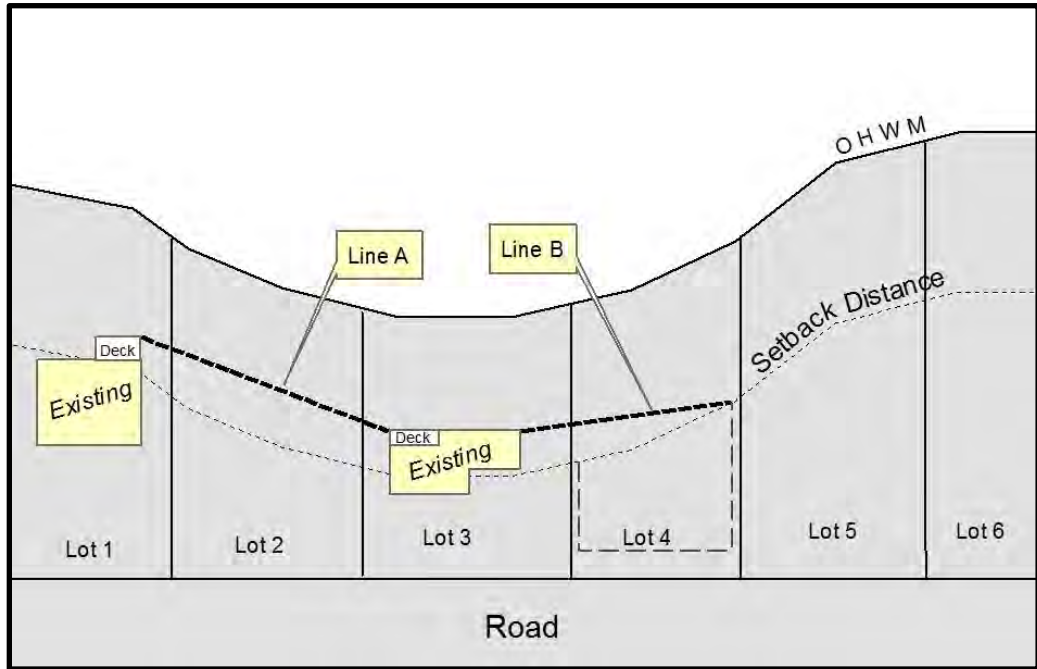 O H W M
Line A
Line B
Setback Distance
Deck
Existing
Deck
Existing
Lot 1
Lot 2
Lot 3
Lot 4
Lot 5
Lot 6
Road